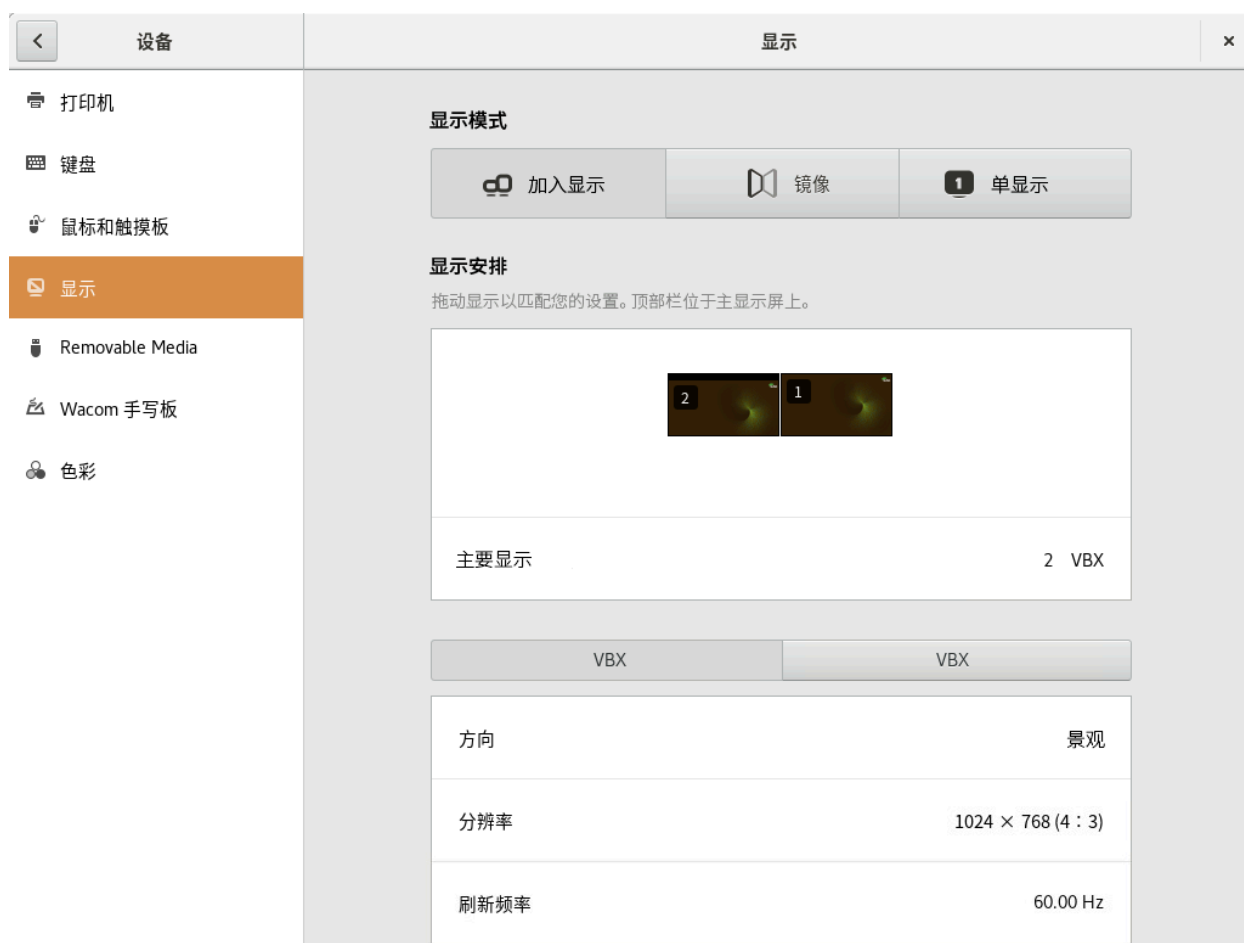 设备
显示
打印机
键盘
鼠标和触摸板
显示
Removable Media
Wacom 手写板
色彩
显示模式
加入显示 镜像 1 单显示
显示安排
拖动显示以匹配您的设置。顶部栏位于主显示屏上。
2 1
主要显示 2 VBX
VBX VBX
方向 景观
分辨率 1024 × 768 (4：3)
刷新频率 60.00 Hz